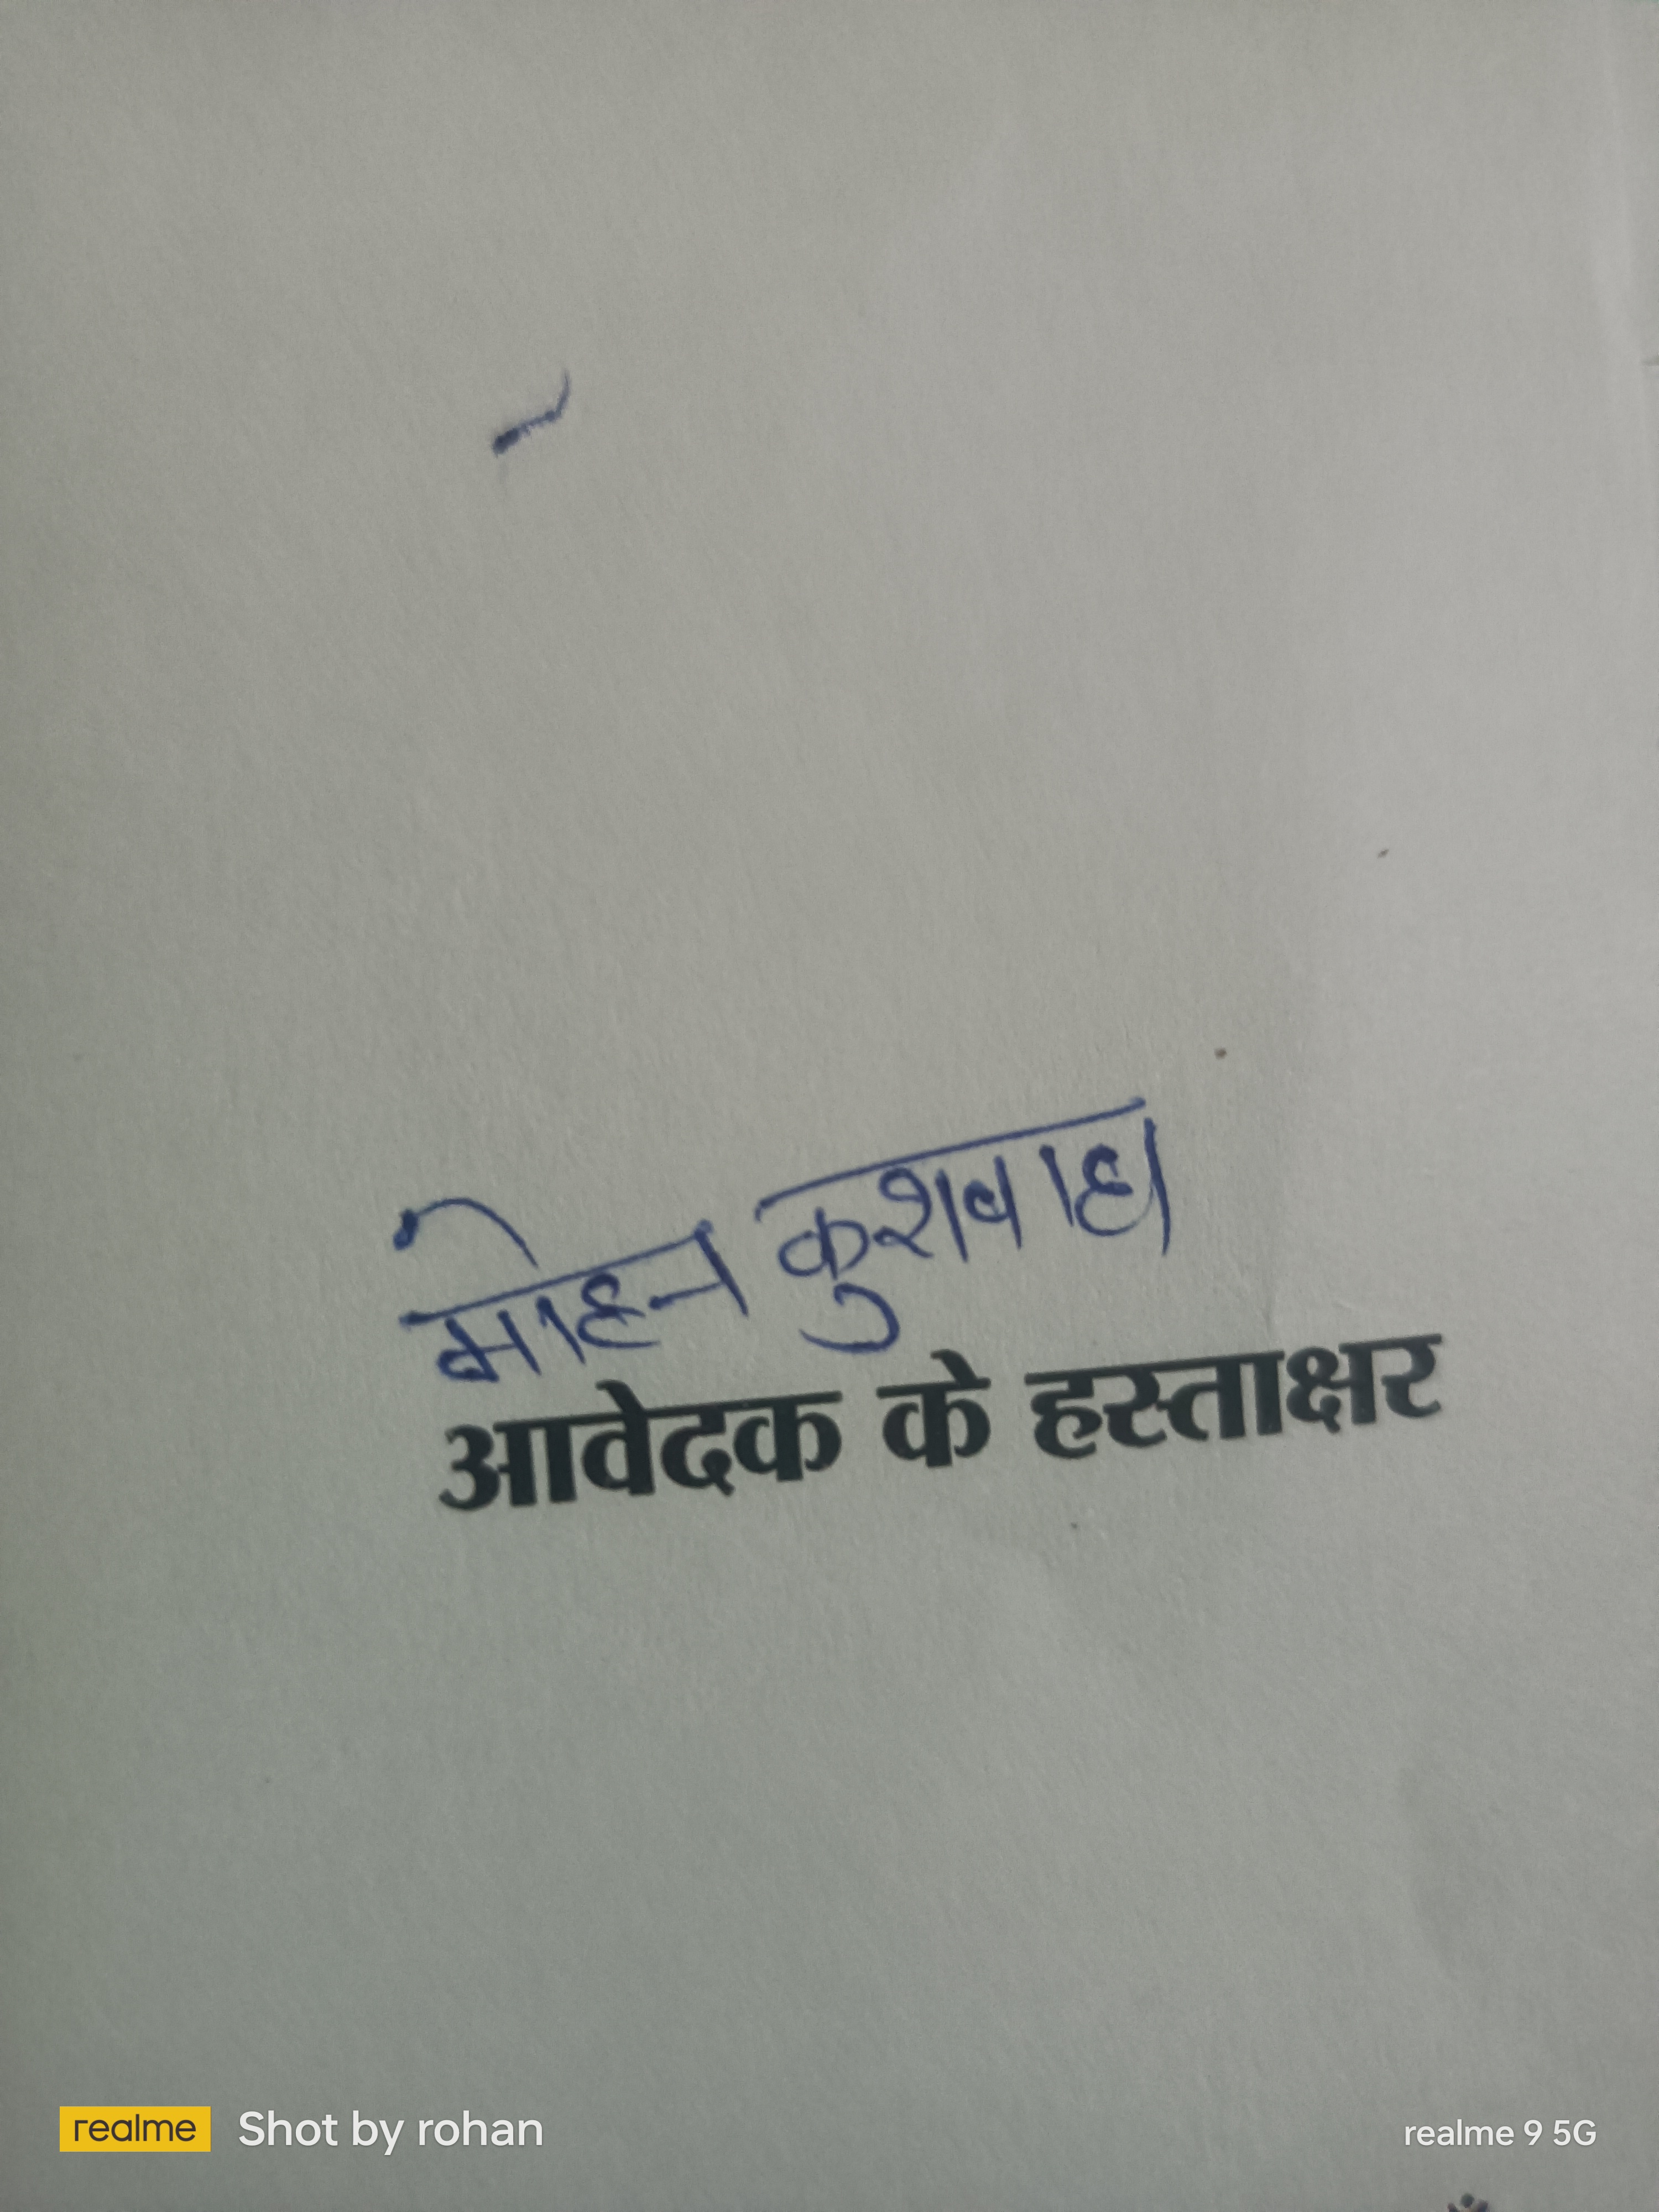 मोहन कुशवाहा
आवेदक के हस्ताक्षर
realme Shot by rohan
realme 9 5G